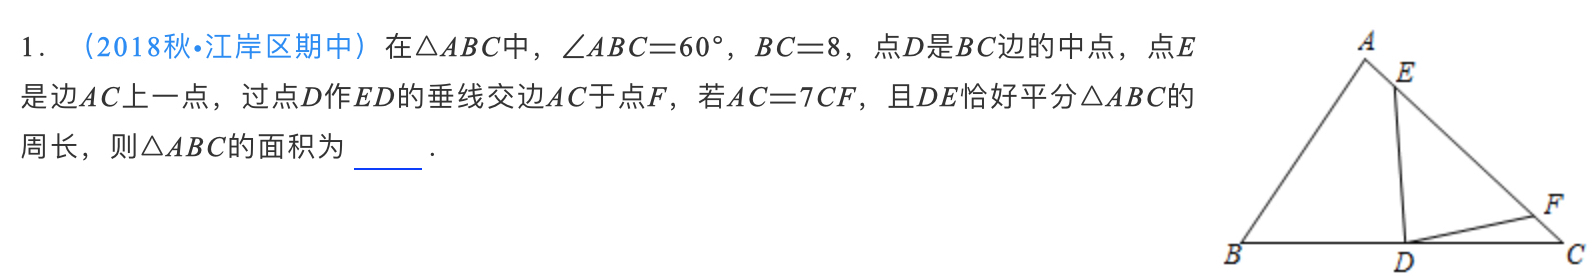 1. （2018秋•江岸区期中）在△ABC中，∠ABC=60°，BC=8，点D是BC边的中点，点E
是边AC上一点，过点D作ED的垂线交边AC于点F，若AC=7CF，且DE恰好平分△ABC的
周长，则△ABC的面积为 ____ .
A
E
F
B
D
C